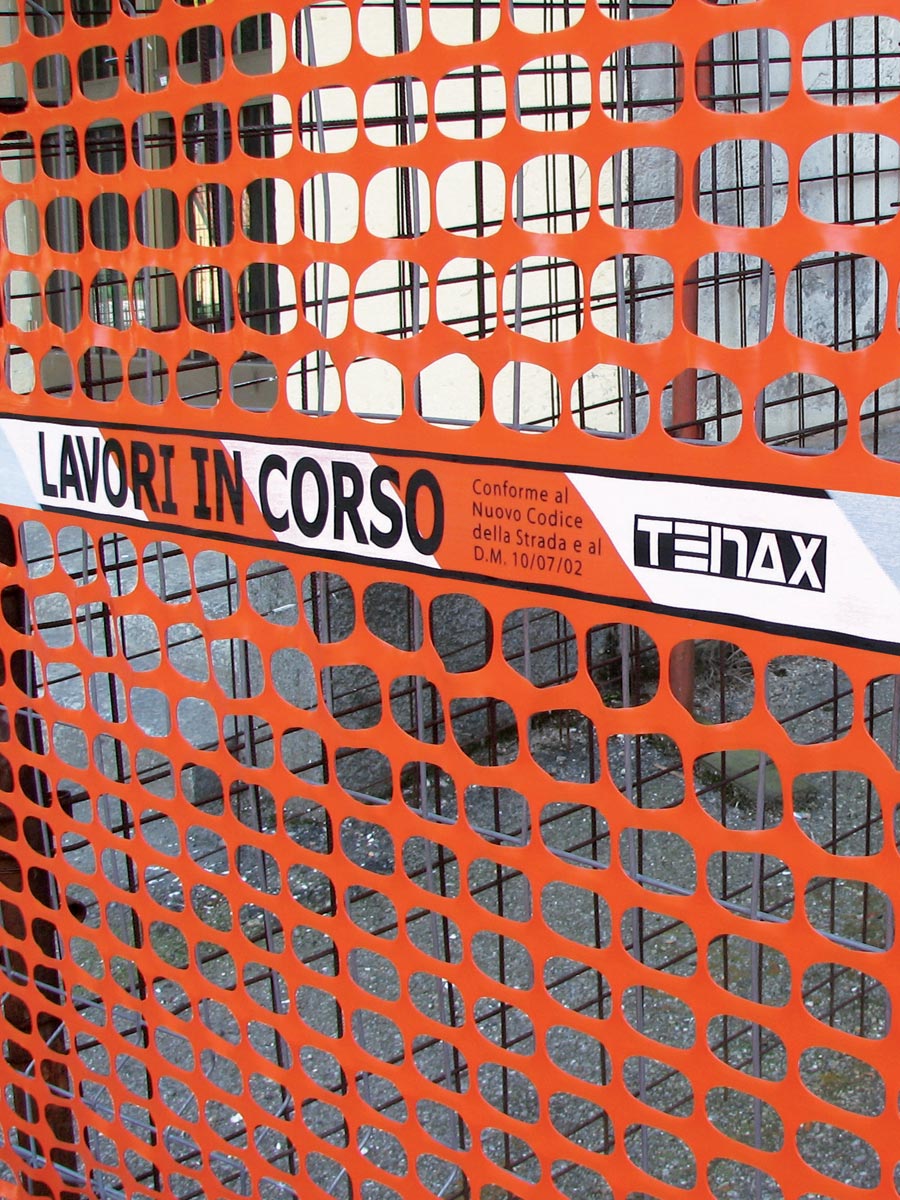 LAVORI IN CORSO
Conforme al
Nuovo Codice
della Strada e al
D.M. 10/07/02
TENAX